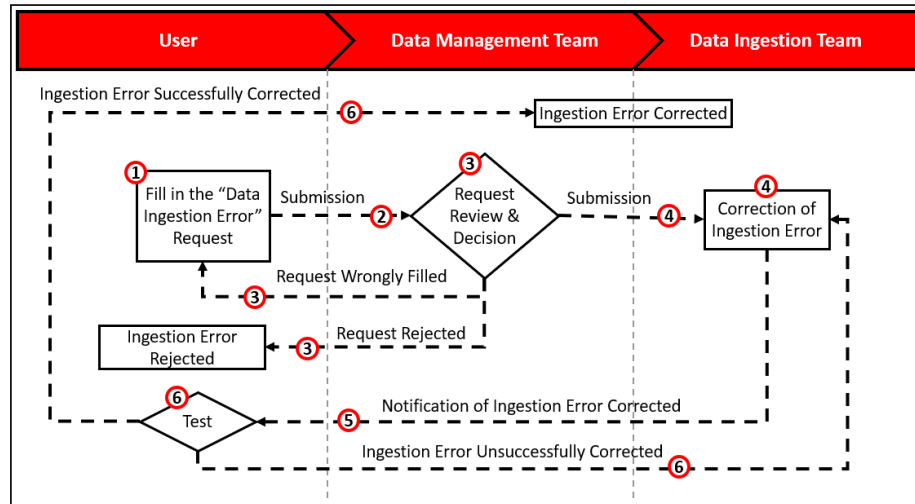 User
Data Management Team
Data Ingestion Team
Ingestion Error Successfully Corrected
6
Ingestion Error Corrected
1
Fill in the “Data
Ingestion Error”
Request
Submission
2
3
Request
Review &
Decision
Submission
4
4
Correction of
Ingestion Error
Request Wrongly Filled
3
Request Rejected
3
Ingestion Error
Rejected
6
Test
Notification of Ingestion Error Corrected
5
Ingestion Error Unsuccessfully Corrected
6